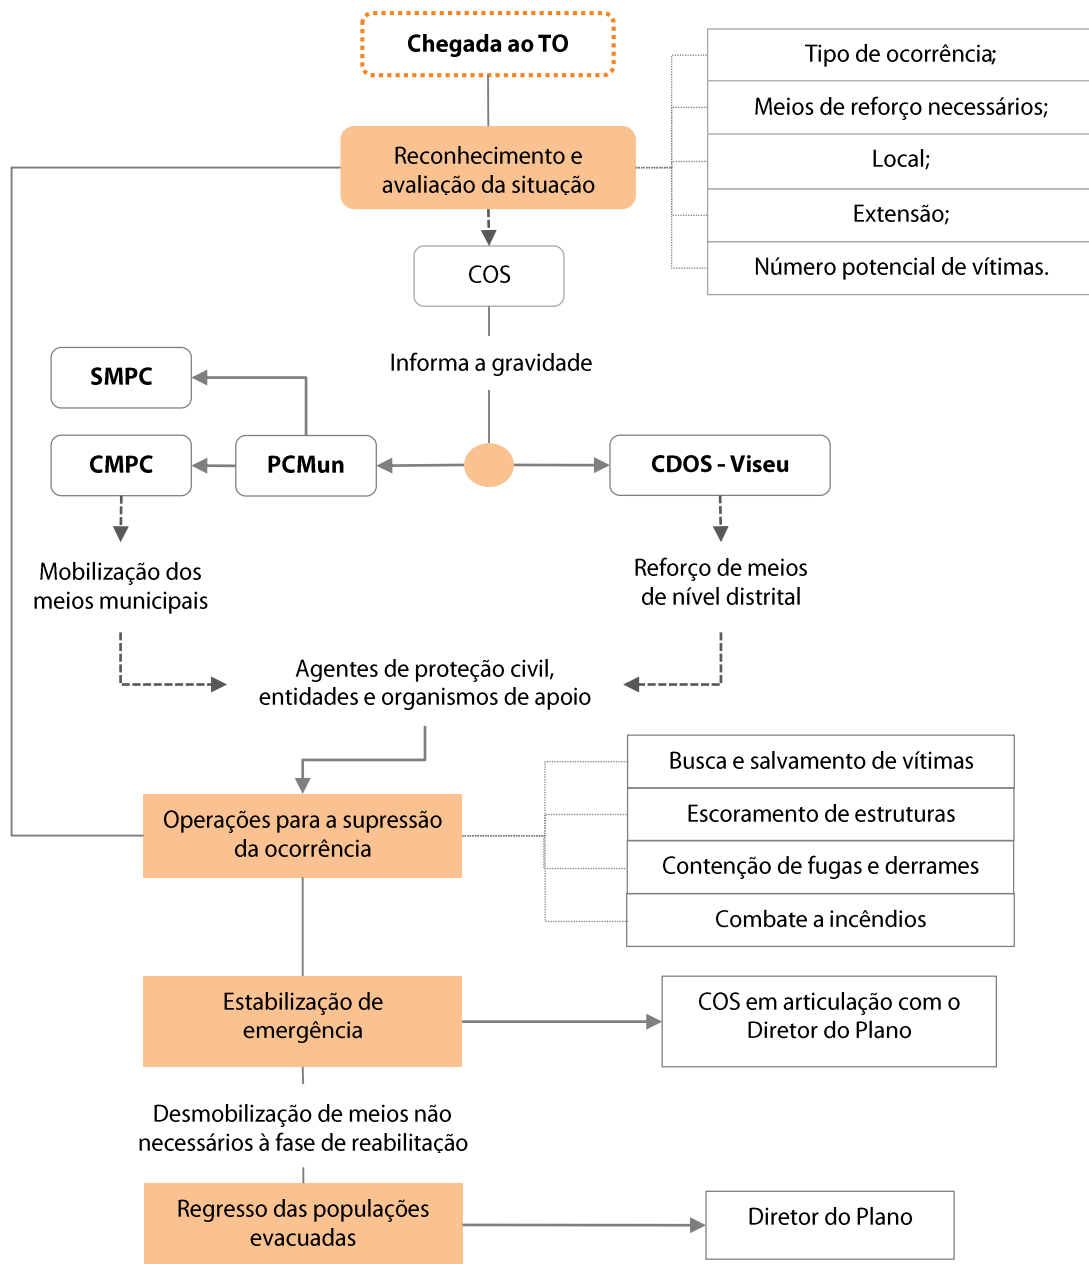 Chegada ao TO
Tipo de ocorrência;
Meios de reforço necessários;
Local;
Extensão;
Número potencial de vítimas.
Reconhecimento e
avaliação da situação
COS
Informa a gravidade
SMPC
CMPC
PCMun
CDOS - Viseu
Mobilização dos
meios municipais
Reforço de meios
de nível distrital
Agentes de proteção civil,
entidades e organismos de apoio
Operações para a supressão
da ocorrência
Busca e salvamento de vítimas
Escoramento de estruturas
Contenção de fugas e derrames
Combate a incêndios
Estabilização de
emergência
COS em articulação com o
Diretor do Plano
Desmobilização de meios não
necessários à fase de reabilitação
Regresso das populações
evacuadas
Diretor do Plano